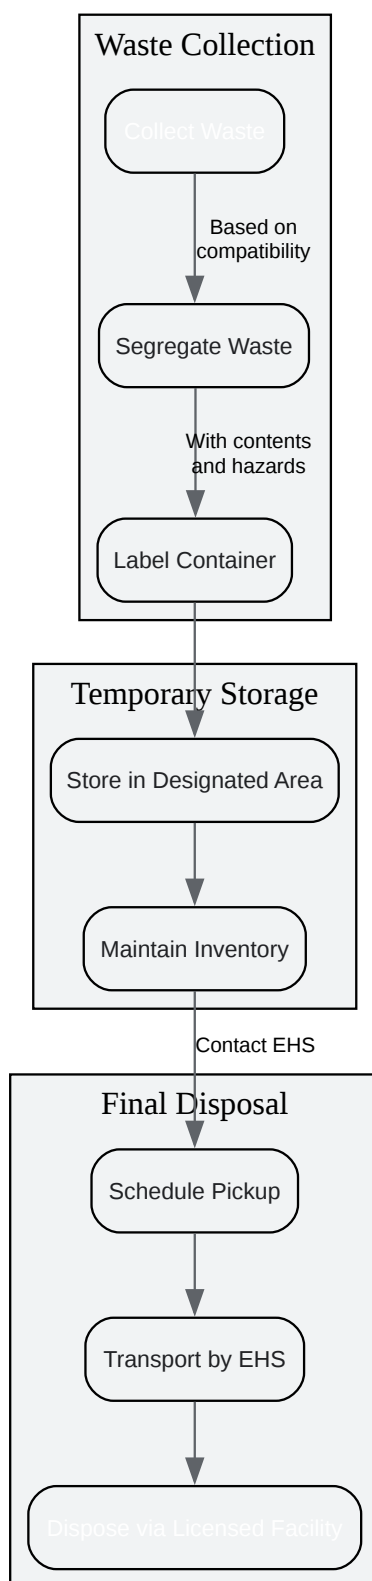 Waste Collection
Collect Waste
Based on
compatibility
Segregate Waste
With contents
and hazards
Label Container
Temporary Storage
Store in Designated Area
Maintain Inventory
Contact EHS
Final Disposal
Schedule Pickup
Transport by EHS
Dispose via Licensed Facility